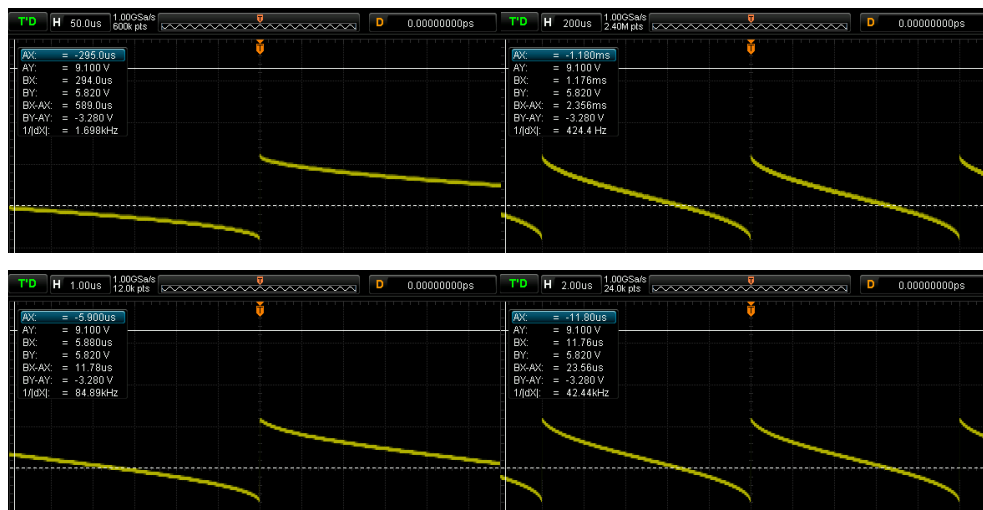 T'D H 50.0us 1.00GSa/s 600k pts D 0.00000000ps
T
AX: = -295.0us
AY: = 9.100 V
BX: = 294.0us
BY: = 5.820 V
BX-AX: = 589.0us
BY-AY: = -3.280 V
1/|dX|: = 1.698kHz
T'D H 200us 1.00GSa/s 2.40M pts D 0.00000000ps
T
AX: = -1.180ms
AY: = 9.100 V
BX: = 1.176ms
BY: = 5.820 V
BX-AX: = 2.356ms
BY-AY: = -3.280 V
1/|dX|: = 424.4 Hz
T'D H 1.00us 1.00GSa/s 12.0k pts D 0.00000000ps
T
AX: = -5.900us
AY: = 9.100 V
BX: = 5.880us
BY: = 5.820 V
BX-AX: = 11.78us
BY-AY: = -3.280 V
1/|dX|: = 84.89kHz
T'D H 2.00us 1.00GSa/s 24.0k pts D 0.00000000ps
T
AX: = -11.80us
AY: = 9.100 V
BX: = 11.76us
BY: = 5.820 V
BX-AX: = 23.56us
BY-AY: = -3.280 V
1/|dX|: = 42.44kHz